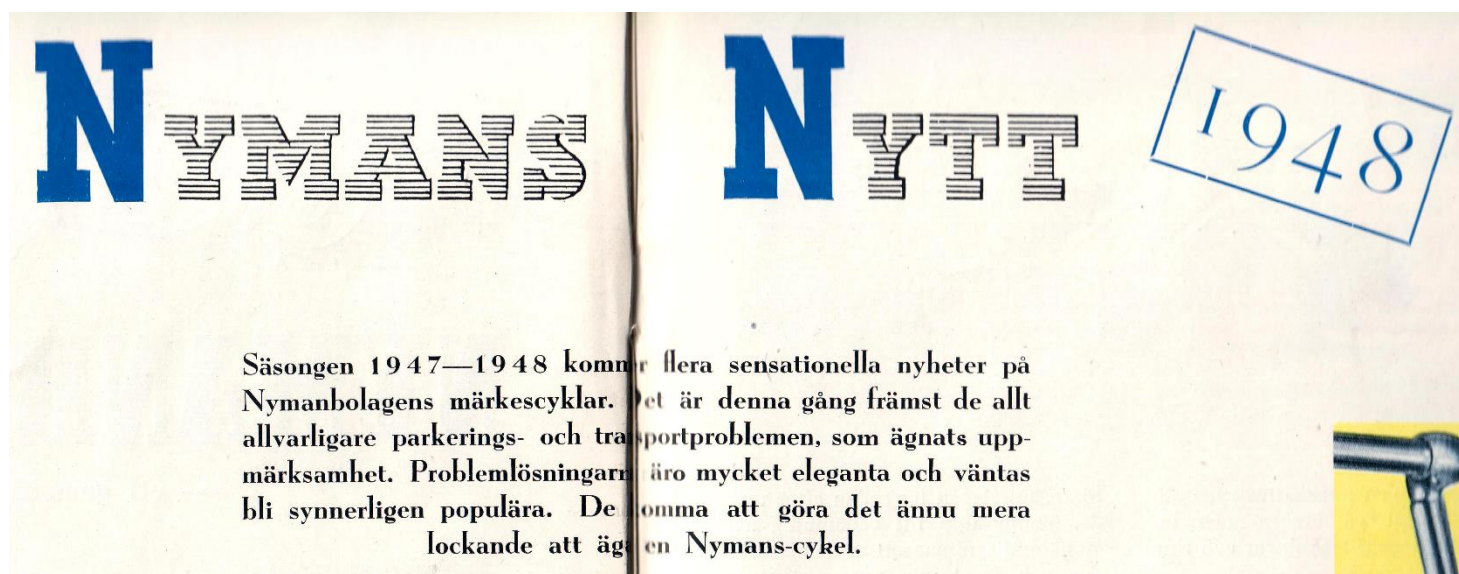 NYMANS NYTT
1948
Säsongen 1947—1948 kommer flera sensationella nyheter på
Nymanbolagens märkescyklar. Det är denna gång främst de allt
allvarligare parkerings- och transportproblemen, som ägnats upp-
märksamhet. Problemlösningarna äro mycket eleganta och väntas
bli synnerligen populära. De komma att göra det ännu mera
lockande att äga en Nymans-cykel.